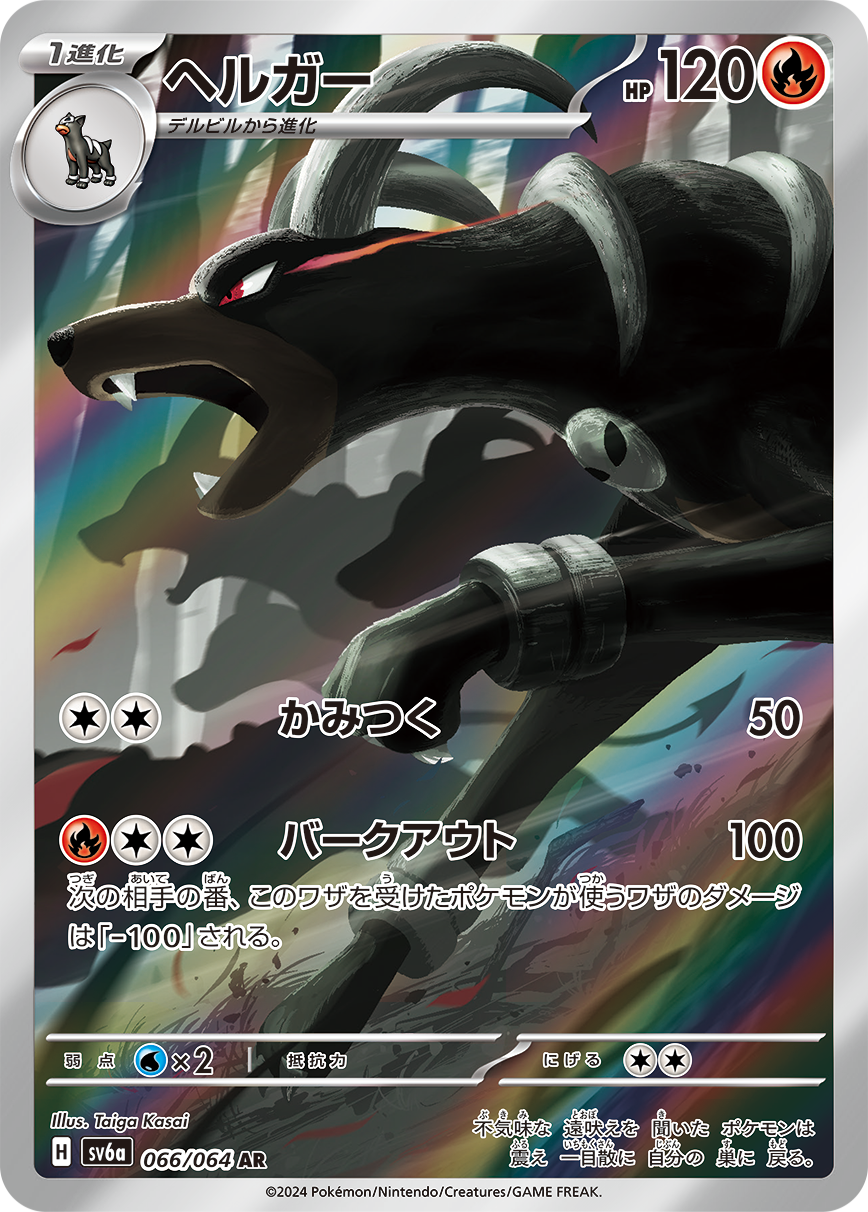 1進化
ヘルガー
HP 120
デルビルから進化
かみつく 50
バークアウト 100
次の相手の番、このワザを受けたポケモンが使うワザのダメージ
は「-100」される。
弱点 ×2 抵抗力 にげる
Illus. Taiga Kasai
H sv6a 066/064 AR
不気味な 遠吠えを 聞いた ポケモンは
震え 一目散に 自分の 巣に 戻る。
©2024 Pokémon/Nintendo/Creatures/GAME FREAK.